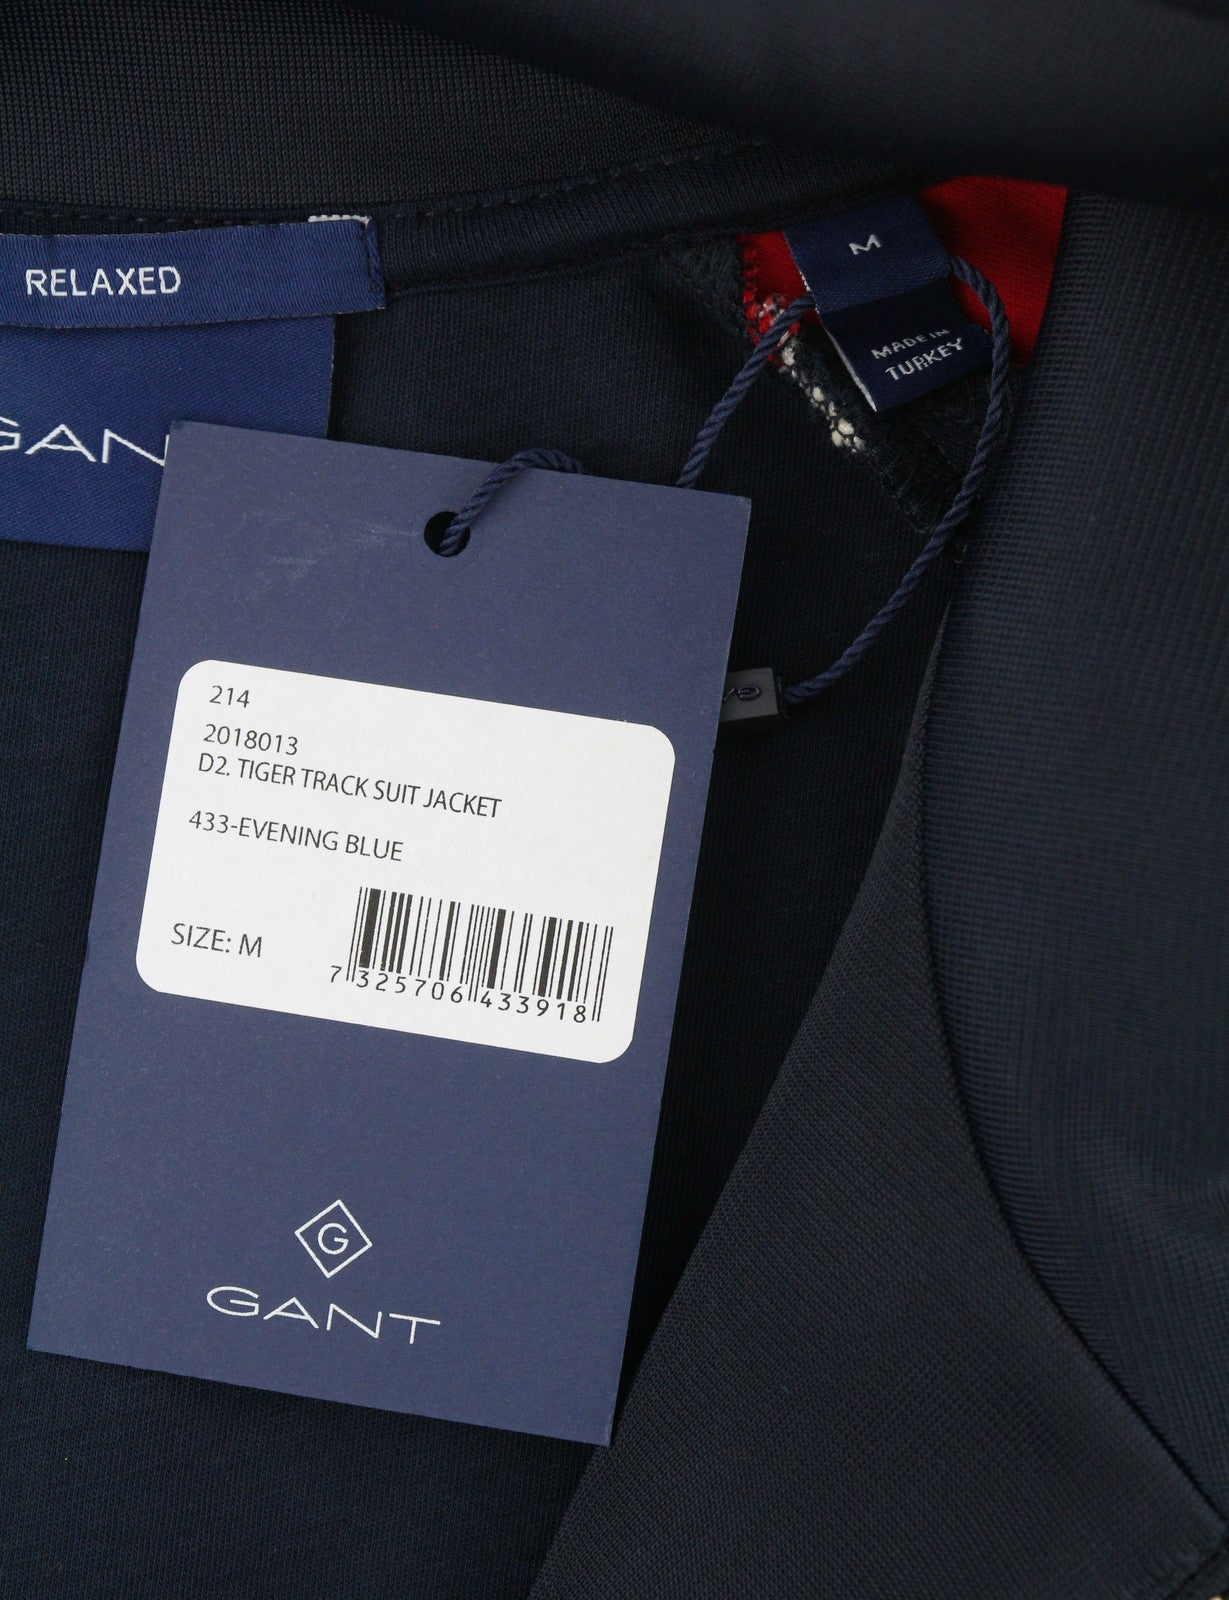 RELAXED
GAN
M
MADE IN
TURKEY
214
2018013
D2. TIGER TRACK SUIT JACKET
433-EVENING BLUE
SIZE: M
7 325706 433918
G
GANT